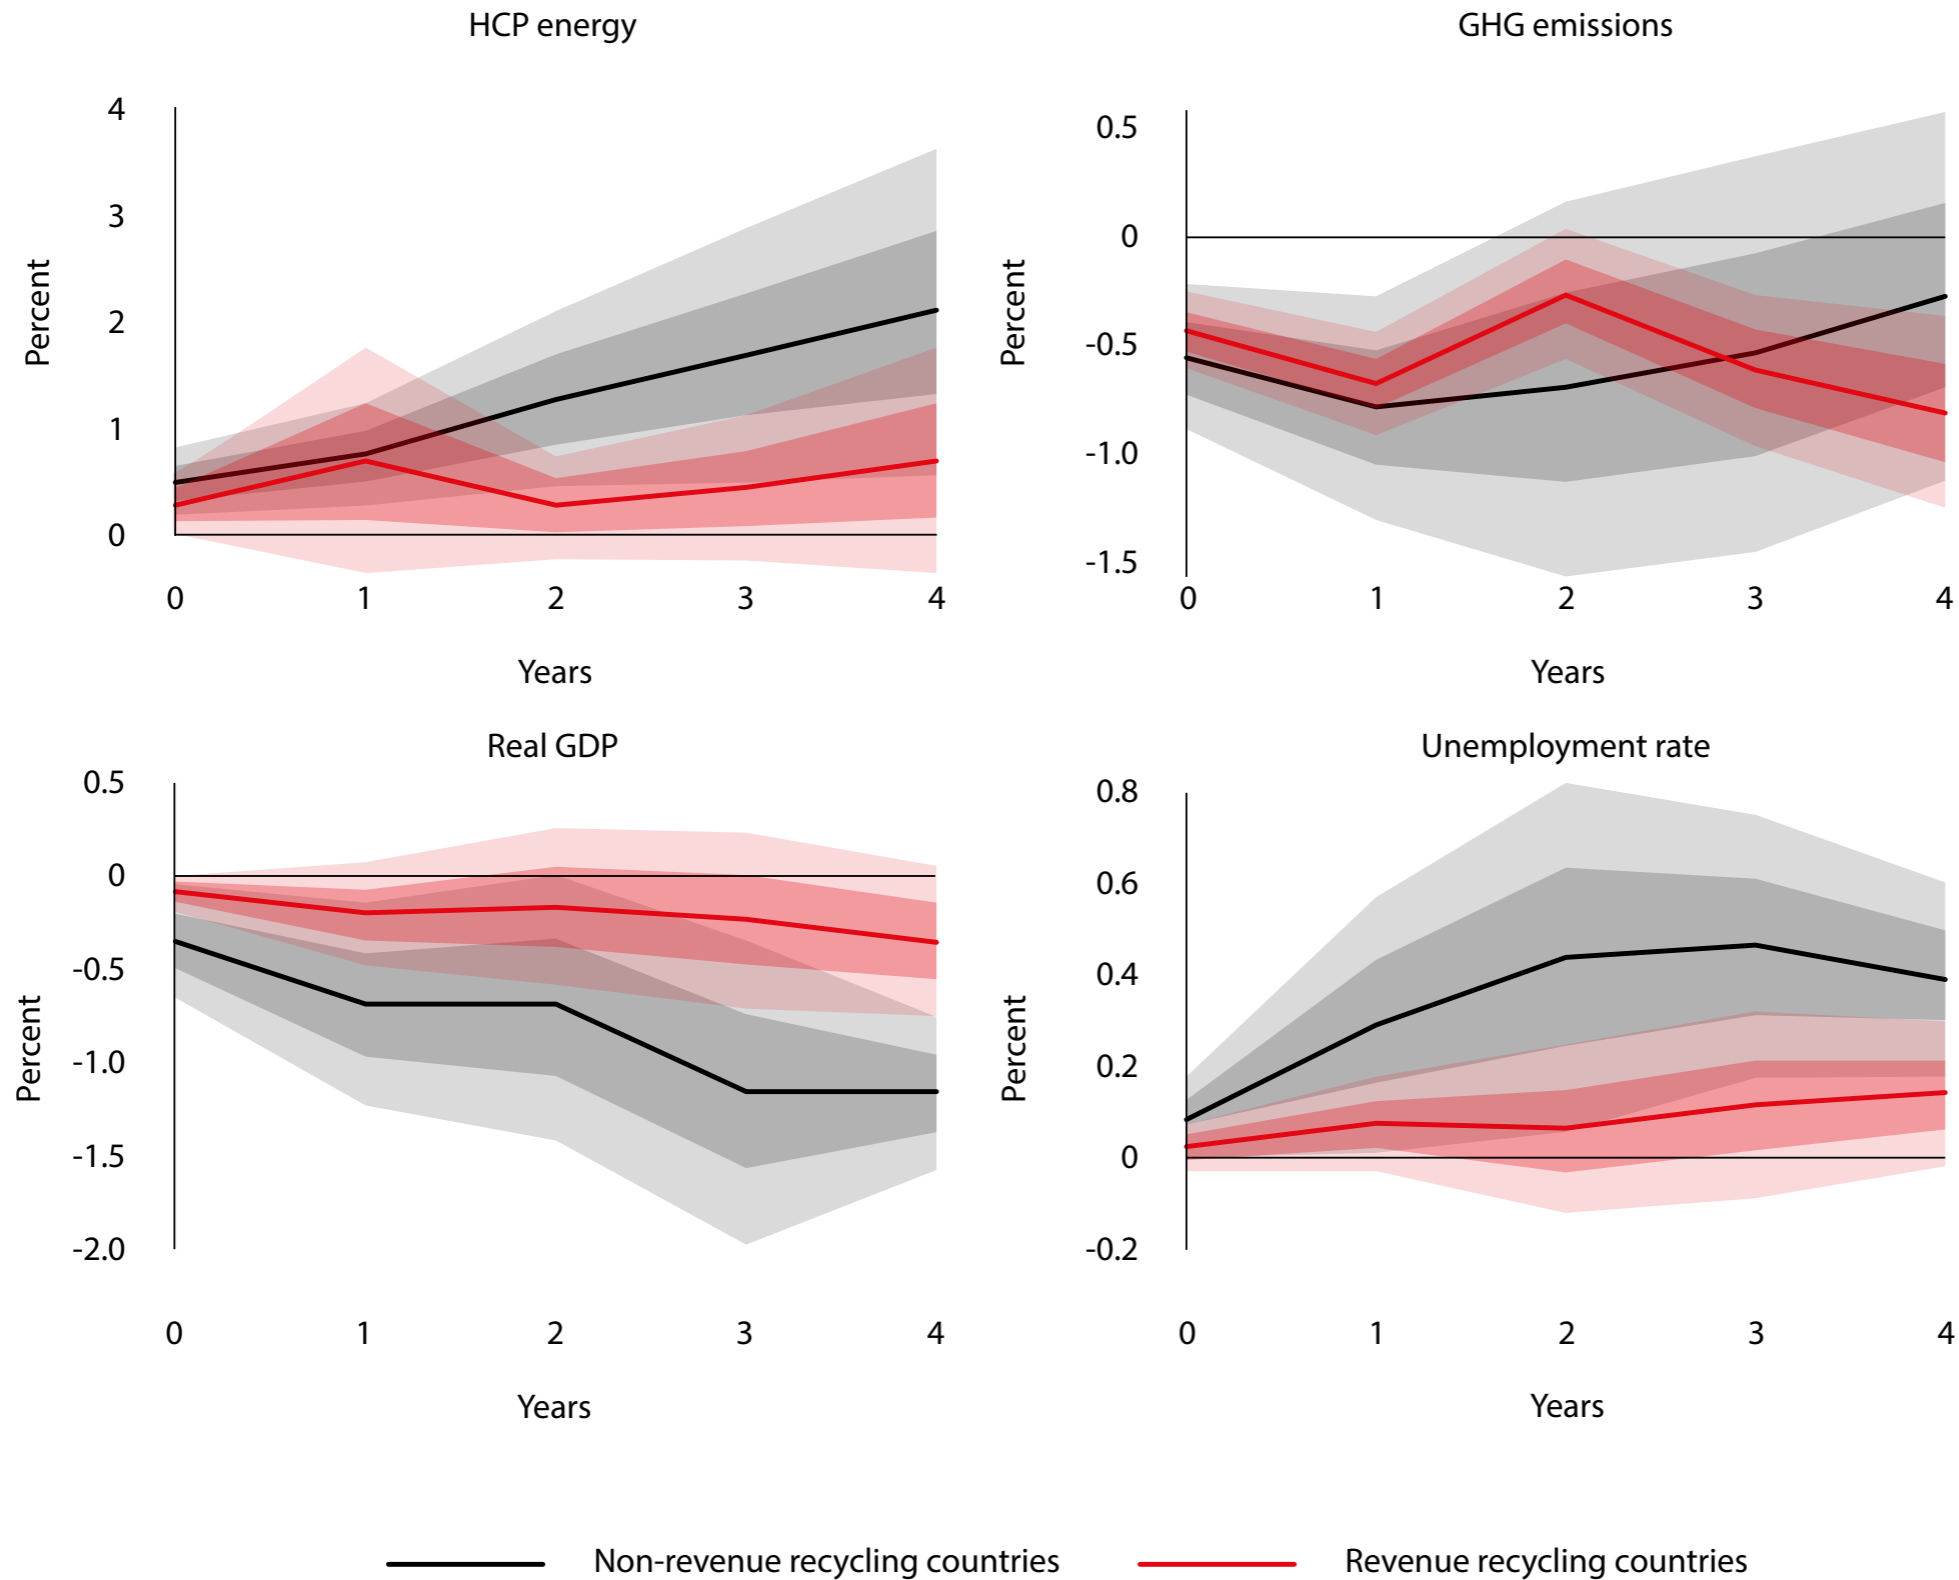 HCP energy
GHG emissions
Percent
4
3
2
1
0
0 1 2 3 4
Years
Percent
0.5
0
-0.5
-1.0
-1.5
0 1 2 3 4
Years
Real GDP
Unemployment rate
Percent
0.5
0
-0.5
-1.0
-1.5
-2.0
0 1 2 3 4
Years
Percent
0.8
0.6
0.4
0.2
0
-0.2
0 1 2 3 4
Years
Non-revenue recycling countries
Revenue recycling countries